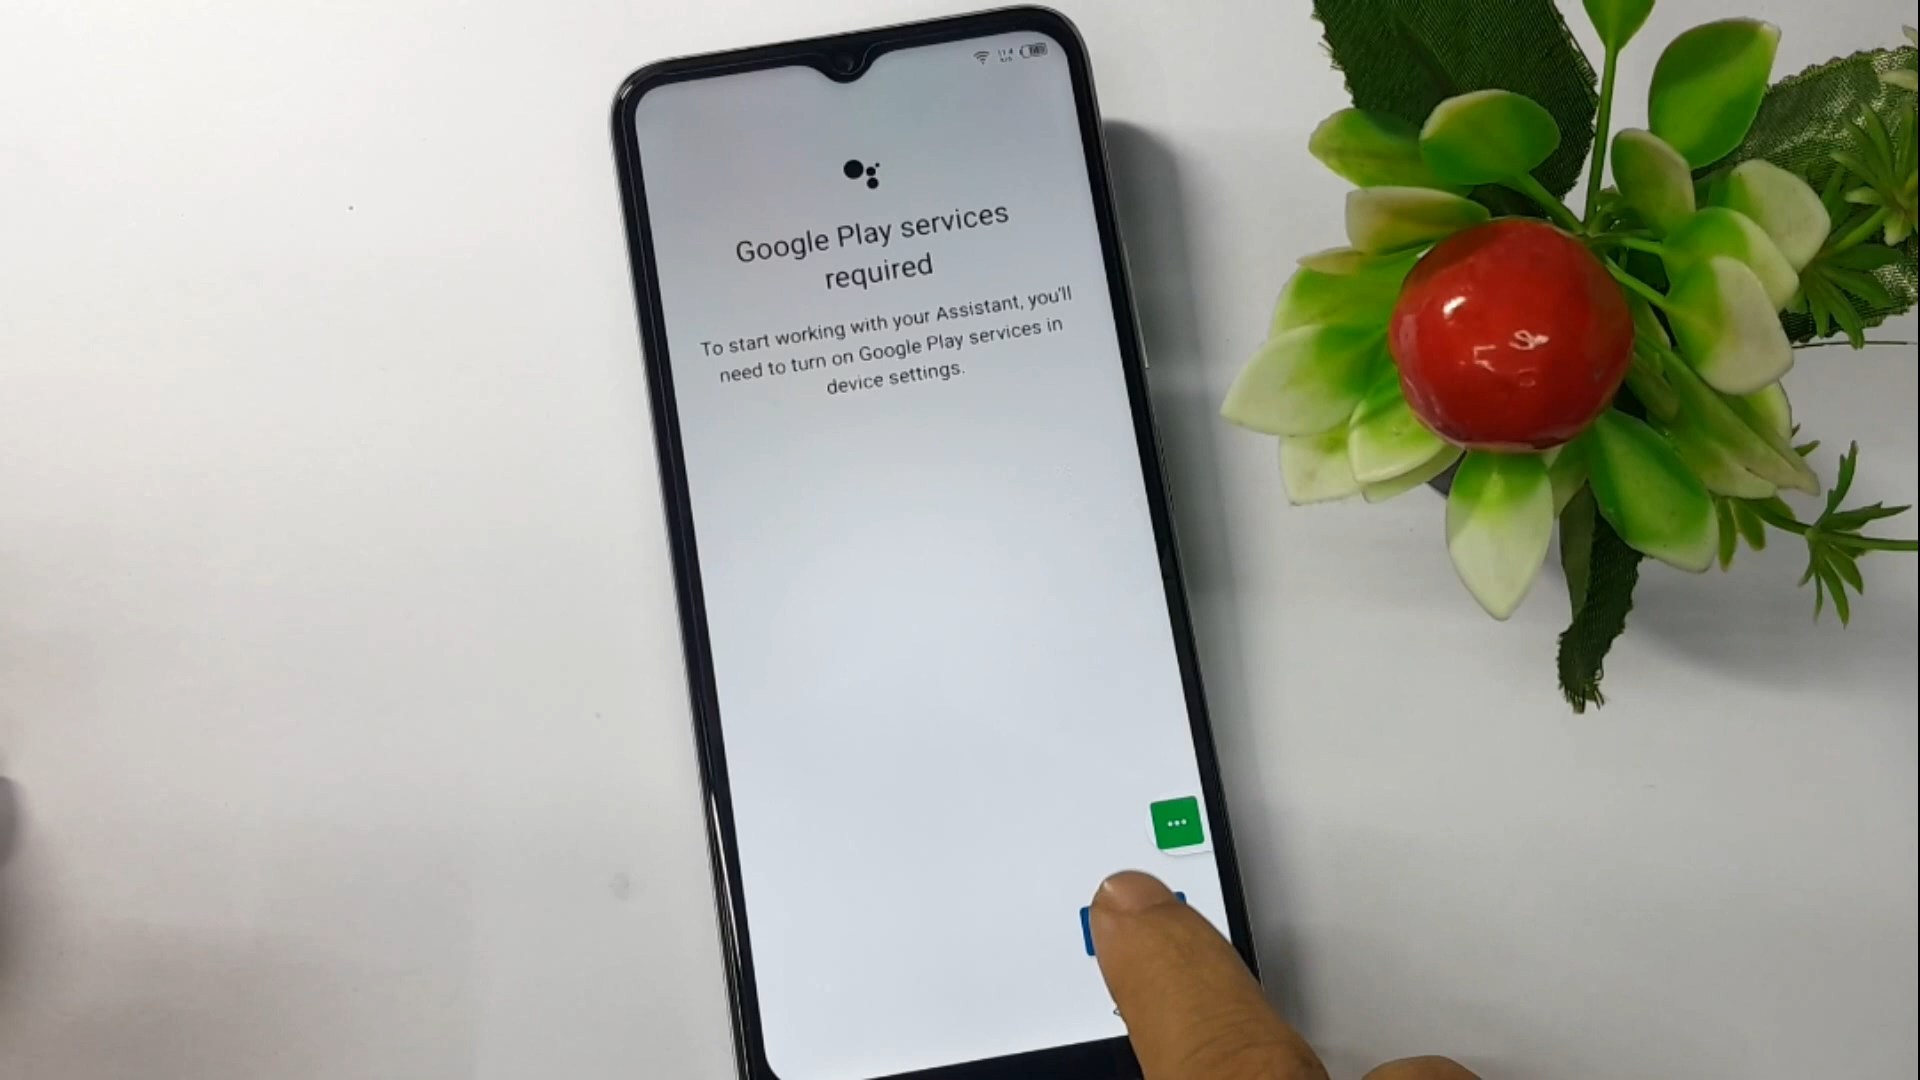 Google Play services
required
To start working with your Assistant, you'll
need to turn on Google Play services in
device settings.